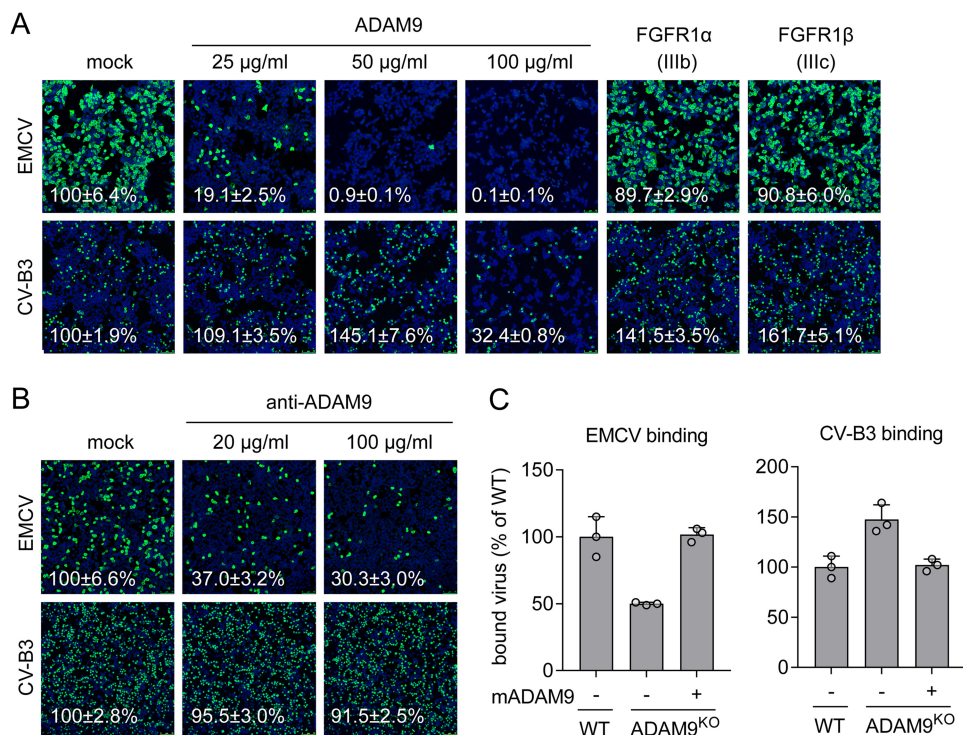 A
ADAM9
FGFR1α
(IIIb)
FGFR1β
(IIIc)
mock
25 µg/ml
50 µg/ml
100 µg/ml
EMCV
100±6.4%
19.1±2.5%
0.9±0.1%
0.1±0.1%
89.7±2.9%
90.8±6.0%
CV-B3
100±1.9%
109.1±3.5%
145.1±7.6%
32.4±0.8%
141.5±3.5%
161.7±5.1%
B
anti-ADAM9
mock
20 µg/ml
100 µg/ml
EMCV
100±6.6%
37.0±3.2%
30.3±3,0%
CV-B3
100±2.8%
95.5±3.0%
91.5±2.5%
C
EMCV binding
bound virus (% of WT)
150
100
50
0
mADAM9
-
-
+
WT
ADAM9KO
CV-B3 binding
200
150
100
50
0
-
-
+
WT
ADAM9KO